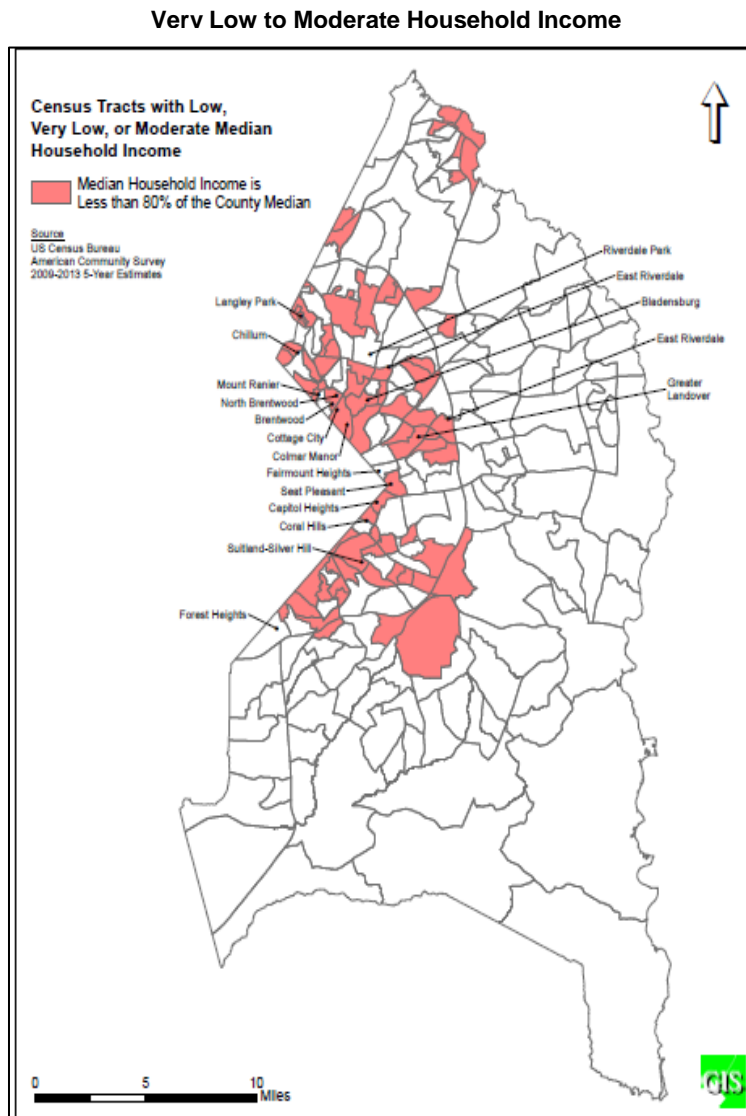 Very Low to Moderate Household Income
Census Tracts with Low,
Very Low, or Moderate Median
Household Income
Median Household Income is
Less than 80% of the County Median
Source
US Census Bureau
American Community Survey
2009-2013 5-Year Estimates
Riverdale Park
East Riverdale
Bladensburg
East Riverdale
Greater
Landover
Langley Park
Chillum
Mount Ranier
North Brentwood
Brentwood
Cottage City
Colmar Manor
Fairmount Heights
Seat Pleasant
Capitol Heights
Coral Hills
Suitland-Silver Hill
Forest Heights
0 5 10
Miles
GIS